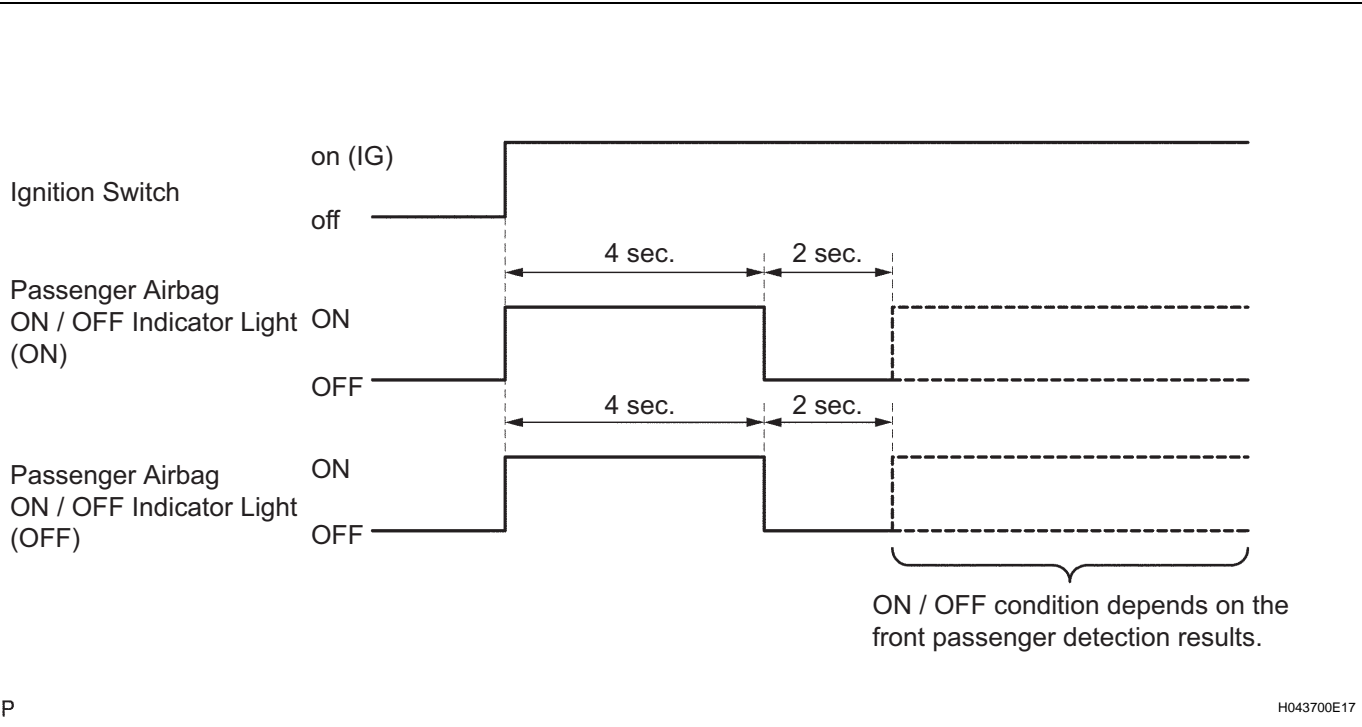 on (IG)
Ignition Switch
off
4 sec.
2 sec.
Passenger Airbag
ON / OFF Indicator Light
(ON)
ON
OFF
4 sec.
2 sec.
Passenger Airbag
ON / OFF Indicator Light
(OFF)
ON
OFF
ON / OFF condition depends on the
front passenger detection results.
P
H043700E17